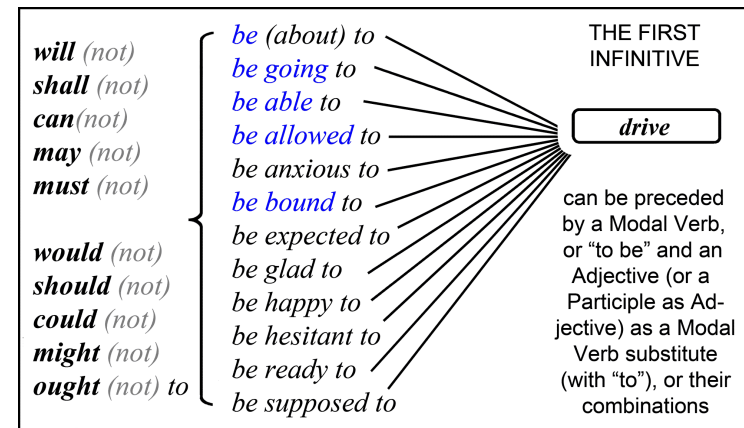 will (not)
shall (not)
can(not)
may (not)
must (not)
would (not)
should (not)
could (not)
might (not)
ought (not) to
be (about) to
be going to
be able to
be allowed to
be anxious to
be bound to
be expected to
be glad to
be happy to
be hesitant to
be ready to
be supposed to
THE FIRST
INFINITIVE
drive
can be preceded
by a Modal Verb,
or “to be” and an
Adjective (or a
Participle as Ad-
jective) as a Modal
Verb substitute
(with “to”), or their
combinations